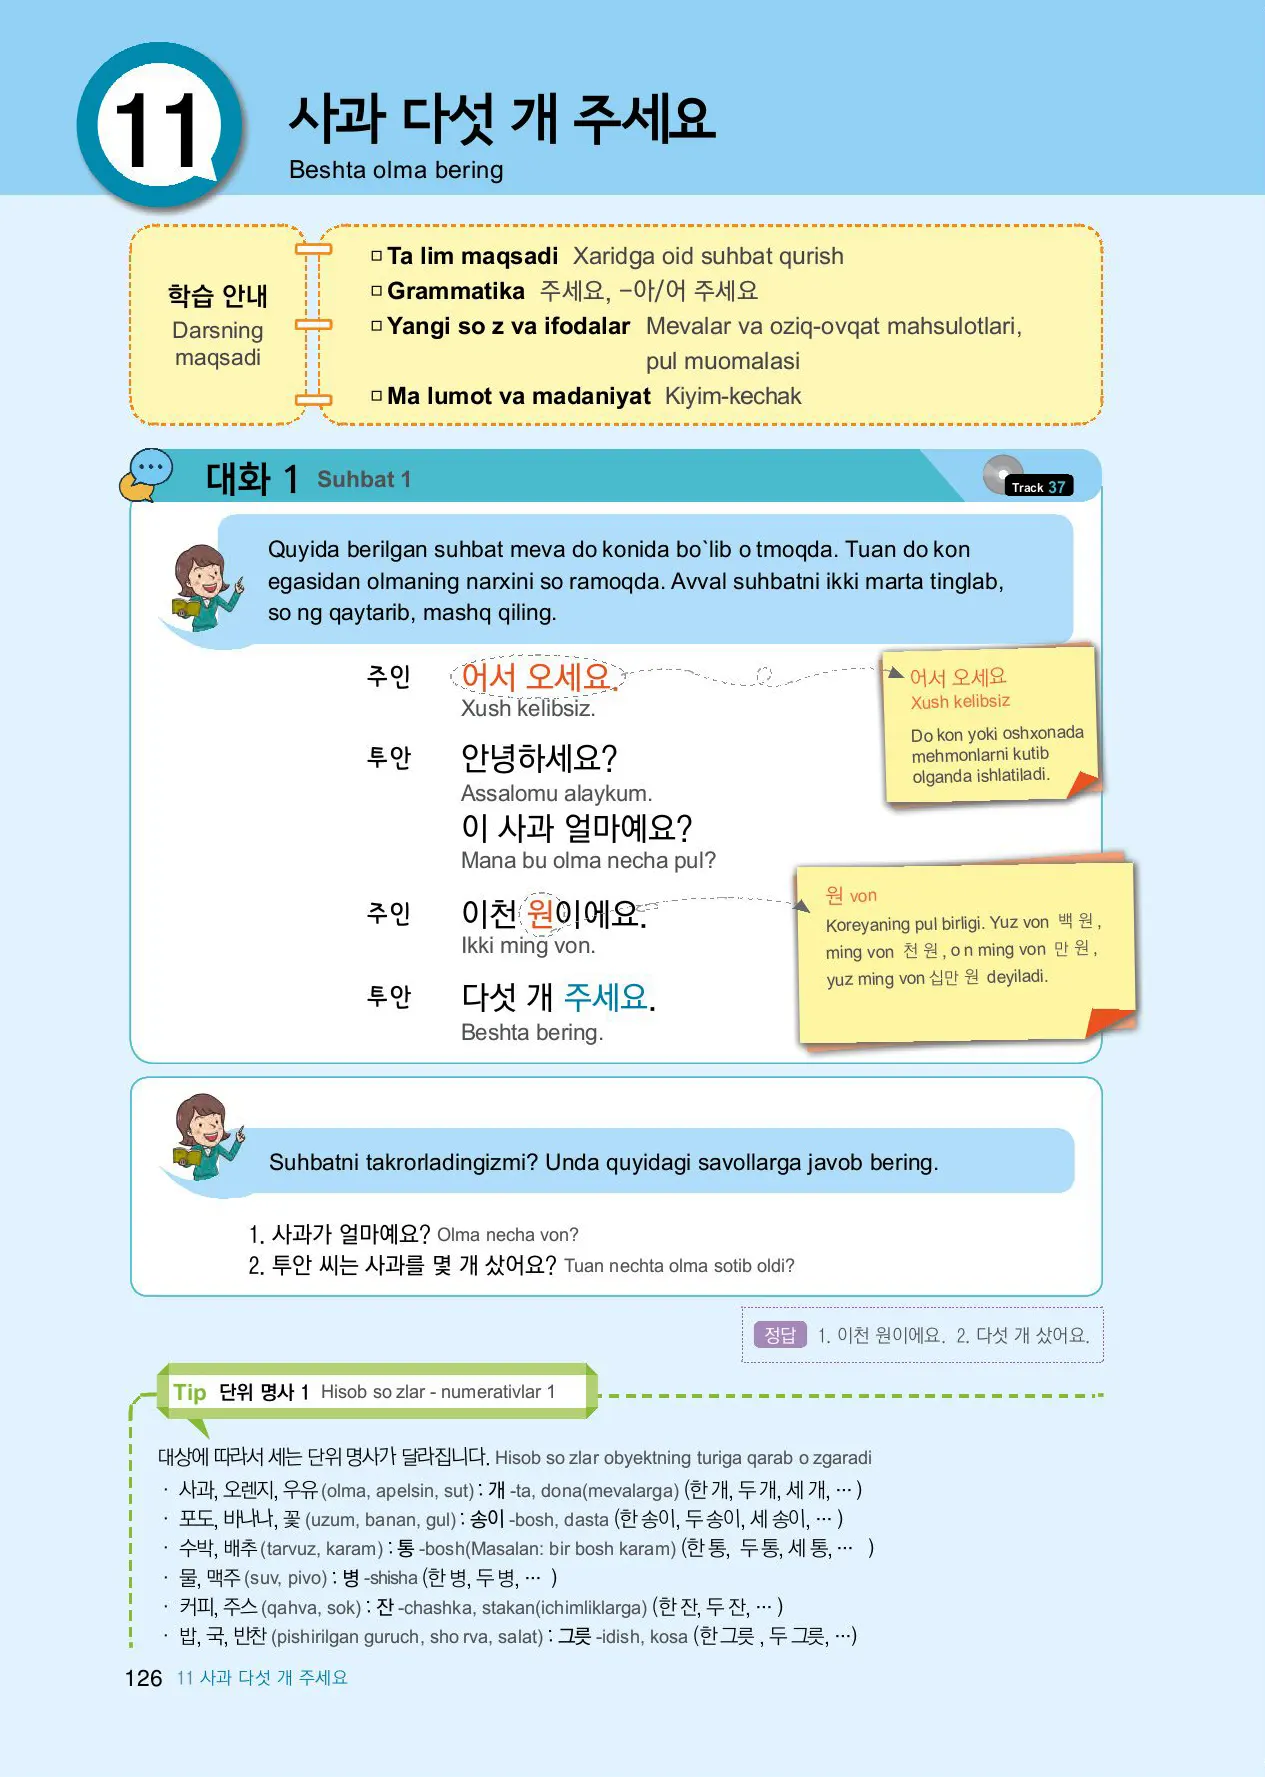 11
사과 다섯 개 주세요
Beshta olma bering
학습 안내
Darsning
maqsadi
Ta lim maqsadi Xaridga oid suhbat qurish
Grammatika 주세요, –아/어 주세요
Yangi so z va ifodalar Mevalar va oziq-ovqat mahsulotlari,
pul muomalasi
Ma lumot va madaniyat Kiyim-kechak
대화 1 Suhbat 1
Track 37
Quyida berilgan suhbat meva do konida bo`lib o tmoqda. Tuan do kon
egasidan olmaning narxini so ramoqda. Avval suhbatni ikki marta tinglab,
so ng qaytarib, mashq qiling.
주인 어서 오세요.
Xush kelibsiz.
투안 안녕하세요?
Assalomu alaykum.
이 사과 얼마예요?
Mana bu olma necha pul?
주인 이천 원이에요.
Ikki ming von.
투안 다섯 개 주세요.
Beshta bering.
어서 오세요
Xush kelibsiz
Do kon yoki oshxonada
mehmonlarni kutib
olganda ishlatiladi.
원 von
Koreyaning pul birligi. Yuz von 백 원,
ming von 천 원, o n ming von 만 원,
yuz ming von 십만 원 deyiladi.
Suhbatni takrorladingizmi? Unda quyidagi savollarga javob bering.
1. 사과가 얼마예요? Olma necha von?
2. 투안 씨는 사과를 몇 개 샀어요? Tuan nechta olma sotib oldi?
정답 1. 이천 원이에요. 2. 다섯 개 샀어요.
Tip 단위 명사 1 Hisob so zlar - numerativlar 1
대상에 따라서 세는 단위 명사가 달라집니다. Hisob so zlar obyektning turiga qarab o zgaradi
· 사과, 오렌지, 우유 (olma, apelsin, sut) : 개 -ta, dona(mevalarga) (한 개, 두 개, 세 개, ··· )
· 포도, 바나나, 꽃 (uzum, banan, gul) : 송이 -bosh, dasta (한 송이, 두 송이, 세 송이, ··· )
· 수박, 배추 (tarvuz, karam) : 통 -bosh(Masalan: bir bosh karam) (한 통, 두 통, 세 통, ··· )
· 물, 맥주 (suv, pivo) : 병 -shisha (한 병, 두 병, ··· )
· 커피, 주스 (qahva, sok) : 잔 -chashka, stakan(ichimliklarga) (한 잔, 두 잔, ··· )
· 밥, 국, 반찬 (pishirilgan guruch, sho rva, salat) : 그릇 -idish, kosa (한 그릇 , 두 그릇, ···)
126 11 사과 다섯 개 주세요